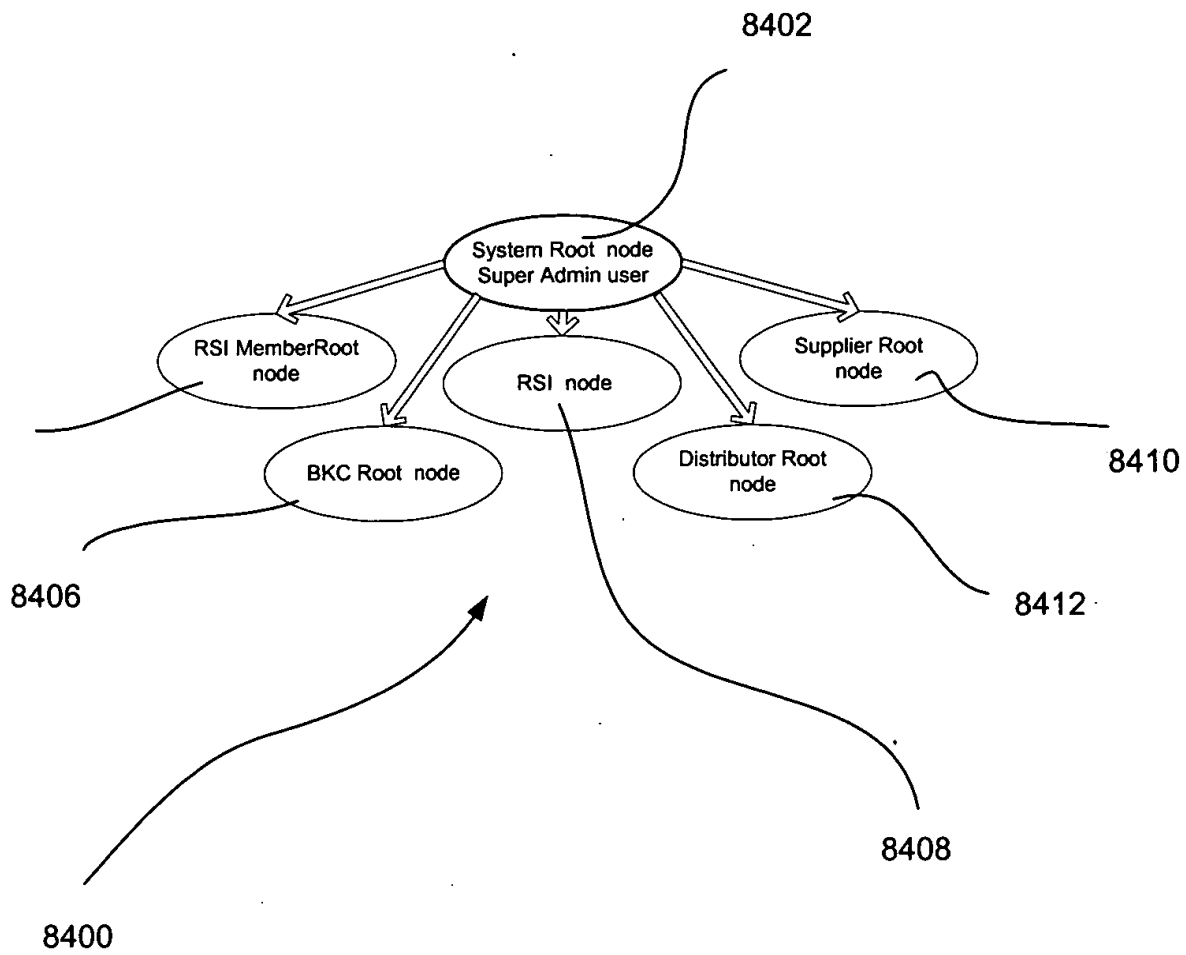 8402
System Root node
Super Admin user
RSI MemberRoot
node
Supplier Root
node
RSI node
8410
BKC Root node
Distributor Root
node
8406
8412
8408
8400